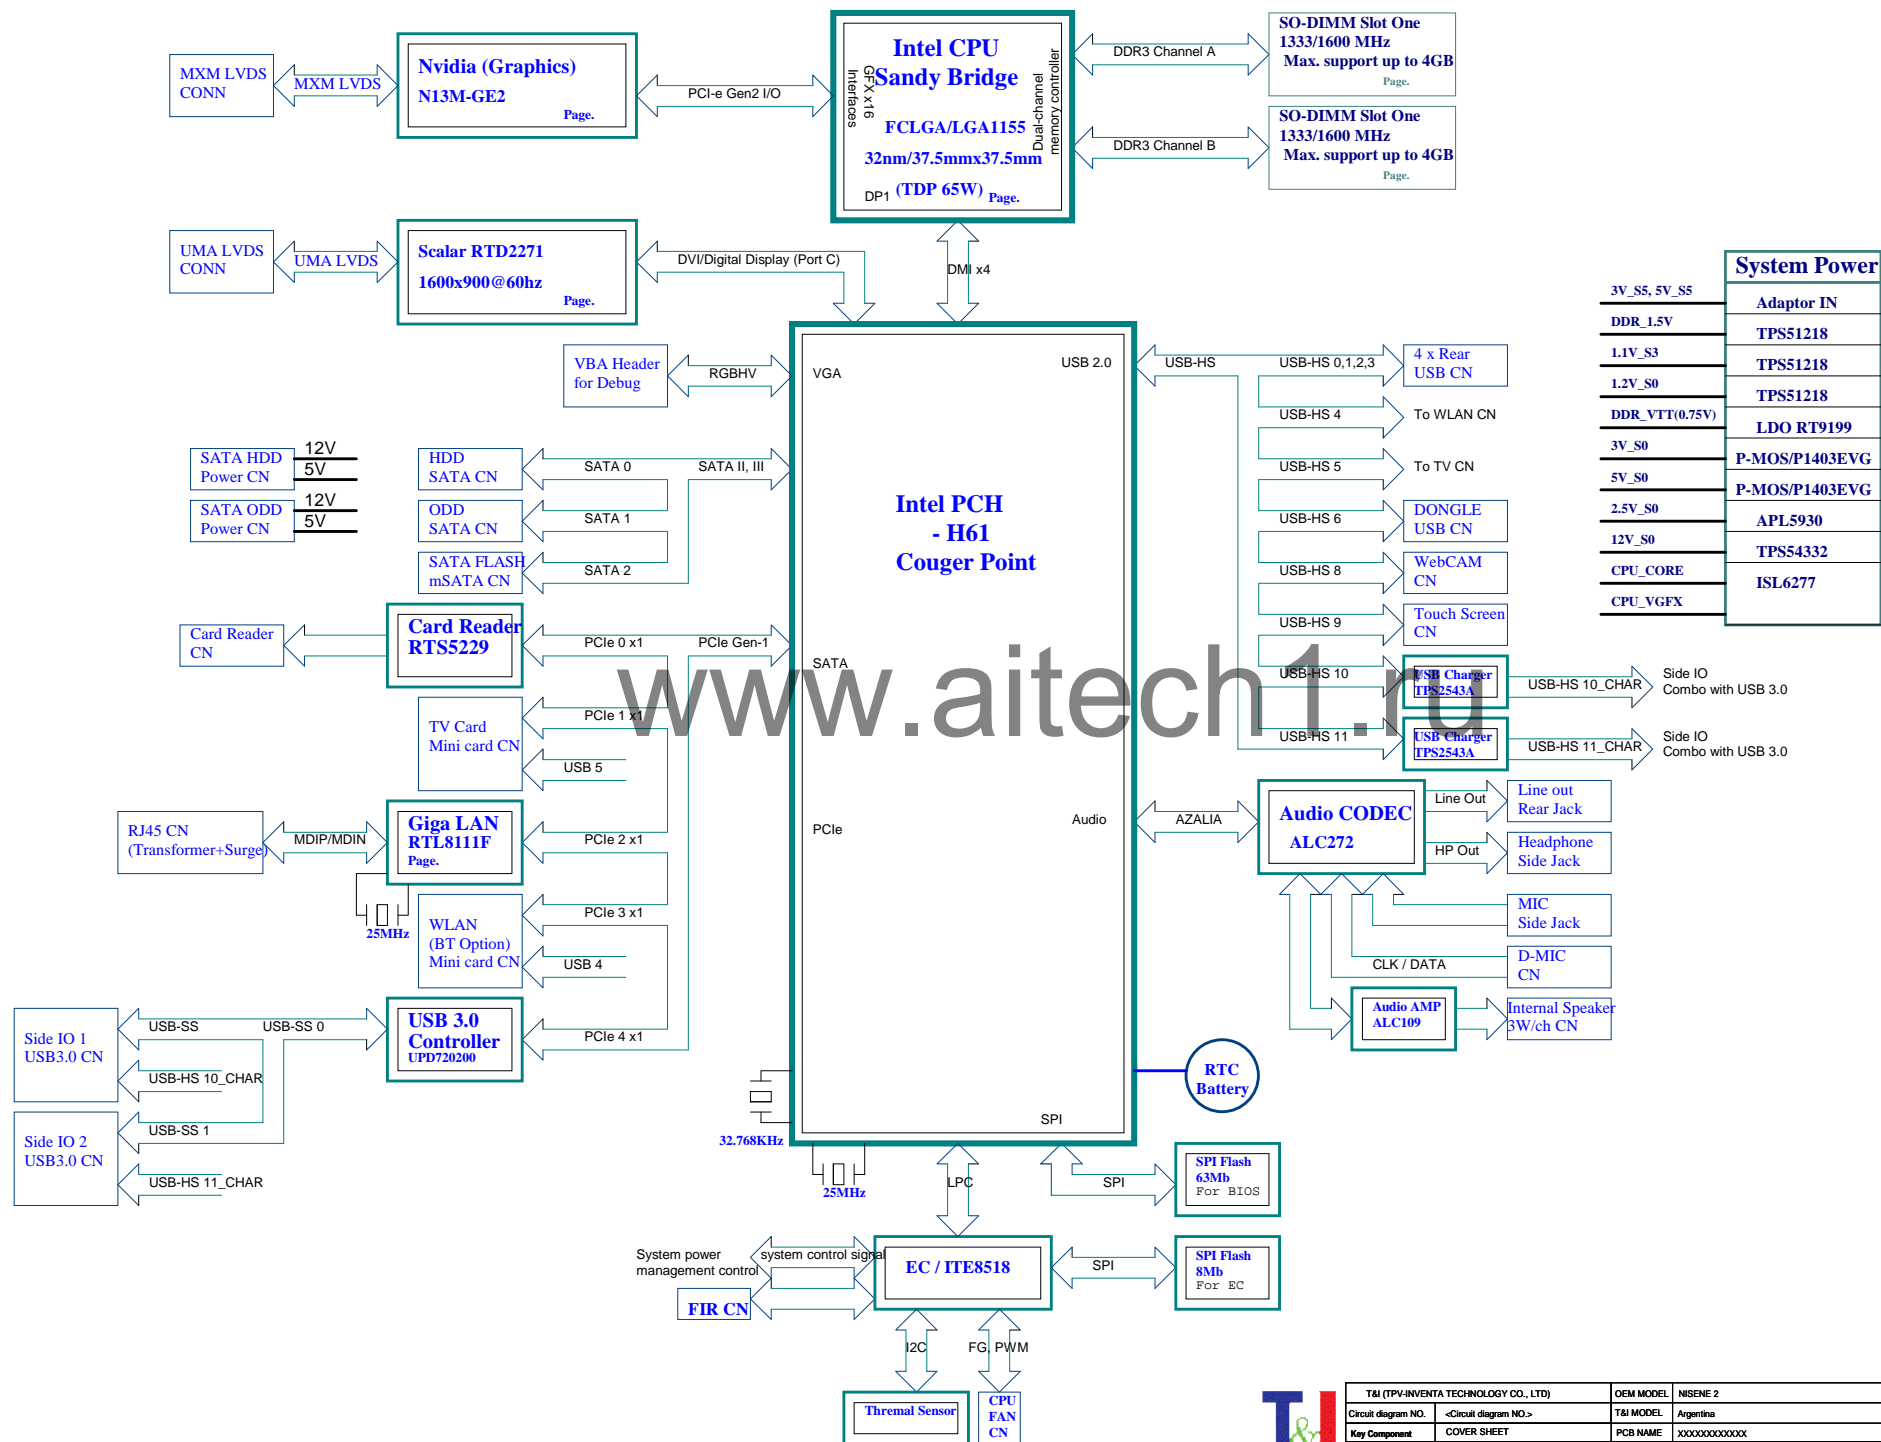 MXM LVDS
CONN
MXM LVDS
Nvidia (Graphics)
N13M-GE2
Page.
PCI-e Gen2 I/O
Intel CPU
Sandy Bridge
GFX x16
Interfaces
FCLGA/LGA1155
32nm/37.5mmx37.5mm
DP1
(TDP 65W)
Page.
Dual-channel
memory controller
DDR3 Channel A
SO-DIMM Slot One
1333/1600 MHz
Max. support up to 4GB
Page.
DDR3 Channel B
SO-DIMM Slot One
1333/1600 MHz
Max. support up to 4GB
Page.
UMA LVDS
CONN
UMA LVDS
Scalar RTD2271
1600x900@60hz
Page.
DVI/Digital Display (Port C)
DMI x4
System Power
3V_S5, 5V_S5
Adaptor IN
DDR_1.5V
TPS51218
1.1V_S3
TPS51218
1.2V_S0
TPS51218
DDR_VTT(0.75V)
LDO RT9199
3V_S0
P-MOS/P1403EVG
5V_S0
P-MOS/P1403EVG
2.5V_S0
APL5930
12V_S0
TPS54332
CPU_CORE
ISL6277
CPU_VGFX
VBA Header
for Debug
RGBHV
VGA
USB 2.0
USB-HS
USB-HS 0,1,2,3
4 x Rear
USB CN
USB-HS 4
To WLAN CN
USB-HS 5
To TV CN
USB-HS 6
DONGLE
USB CN
USB-HS 8
WebCAM
CN
USB-HS 9
Touch Screen
CN
USB-HS 10
USB Charger
TPS2543A
USB-HS 10_CHAR
Side IO
Combo with USB 3.0
USB-HS 11
USB Charger
TPS2543A
USB-HS 11_CHAR
Side IO
Combo with USB 3.0
SATA HDD
Power CN
12V
5V
SATA ODD
Power CN
12V
5V
HDD
SATA CN
SATA 0
SATA II, III
ODD
SATA CN
SATA 1
SATA FLASH
mSATA CN
SATA 2
Intel PCH
- H61
Couger Point
Card Reader
CN
Card Reader
RTS5229
PCIe 0 x1
PCIe Gen-1
SATA
www.aitech1.ru
TV Card
Mini card CN
PCIe 1 x1
USB 5
RJ45 CN
(Transformer+Surge)
MDIP/MDIN
Giga LAN
RTL8111F
Page.
PCIe 2 x1
25MHz
PCIe
Audio
AZALIA
Audio CODEC
ALC272
Line Out
Line out
Rear Jack
HP Out
Headphone
Side Jack
MIC
Side Jack
CLK / DATA
D-MIC
CN
Audio AMP
ALC109
Internal Speaker
3W/ch CN
WLAN
(BT Option)
Mini card CN
PCIe 3 x1
USB 4
Side IO 1
USB3.0 CN
USB-SS
USB-SS 0
USB 3.0
Controller
UPD720200
PCIe 4 x1
USB-HS 10_CHAR
Side IO 2
USB3.0 CN
USB-SS 1
USB-HS 11_CHAR
RTC
Battery
32.768KHz
25MHz
SPI
LPC
SPI
SPI Flash
63Mb
For BIOS
System power
management control
system control signal
EC / ITE8518
SPI
SPI Flash
8Mb
For EC
FIR CN
I2C
FG, PWM
Thremal Sensor
CPU
FAN
CN
T&I
T&I (TPV-INVENTA TECHNOLOGY CO., LTD)
OEM MODEL
NISENE 2
Circuit diagram NO.
<Circuit diagram NO.>
T&I MODEL
Argentina
Key Component
COVER SHEET
PCB NAME
XXXXXXXXXXXX